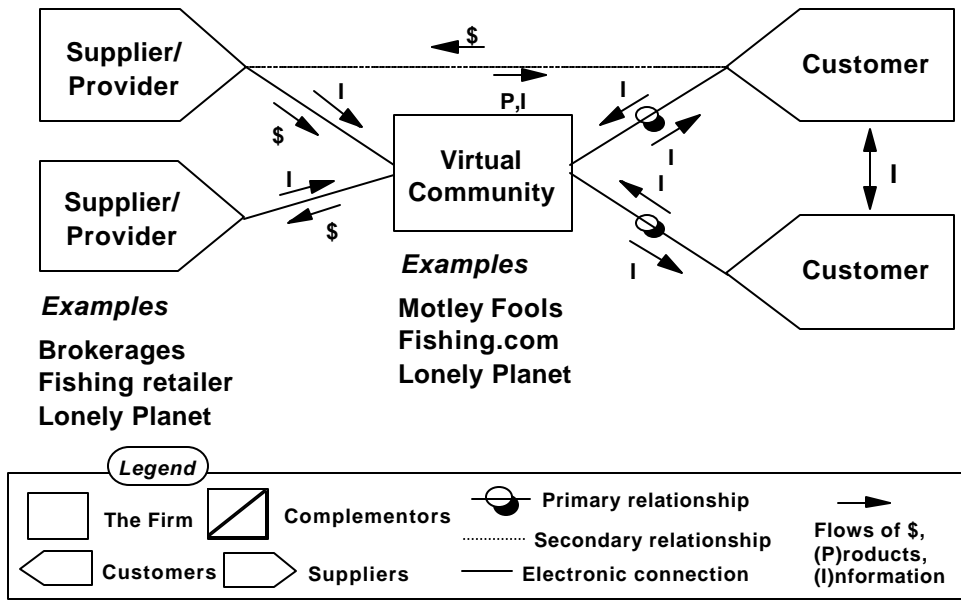 Supplier/
Provider
$
P,I
Customer
I
$
I
I
Virtual
Community
Supplier/
Provider
I
$
I
I
I
Customer
Examples
Brokerages
Fishing retailer
Lonely Planet
Examples
Motley Fools
Fishing.com
Lonely Planet
Legend
The Firm
Complementors
Primary relationship
Secondary relationship
Customers
Suppliers
Electronic connection
Flows of $,
(P)roducts,
(I)nformation